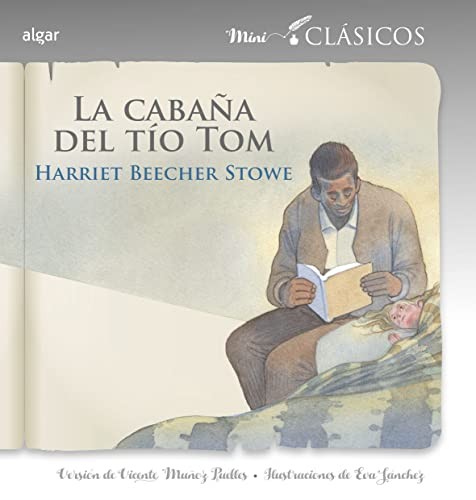 algar
Mini CLÁSICOS
LA CABAÑA
DEL TÍO TOM
HARRIET BEECHER STOWE
Versión de Vicente Muñoz Puelles • Ilustraciones de Eva Sánchez